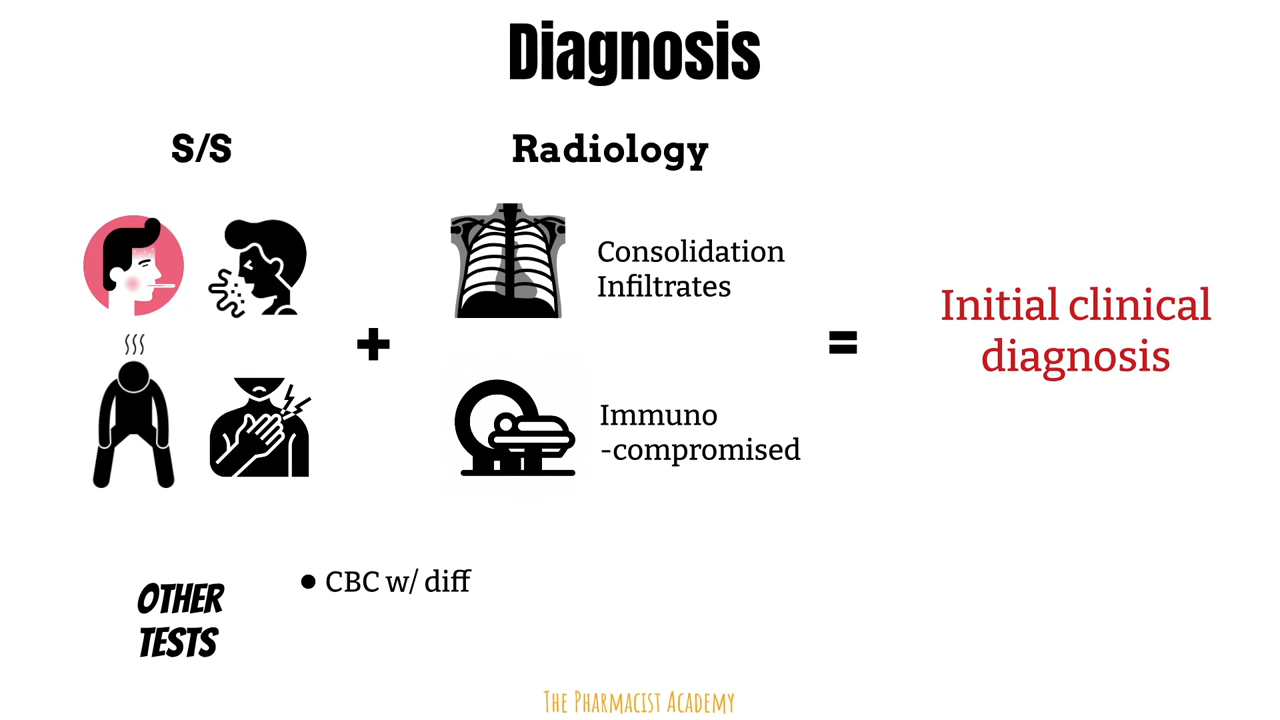 Diagnosis
S/S
Radiology
Consolidation
Infiltrates
Immuno
-compromised
Initial clinical
diagnosis
OTHER
TESTS
● CBC w/ diff
The Pharmacist Academy